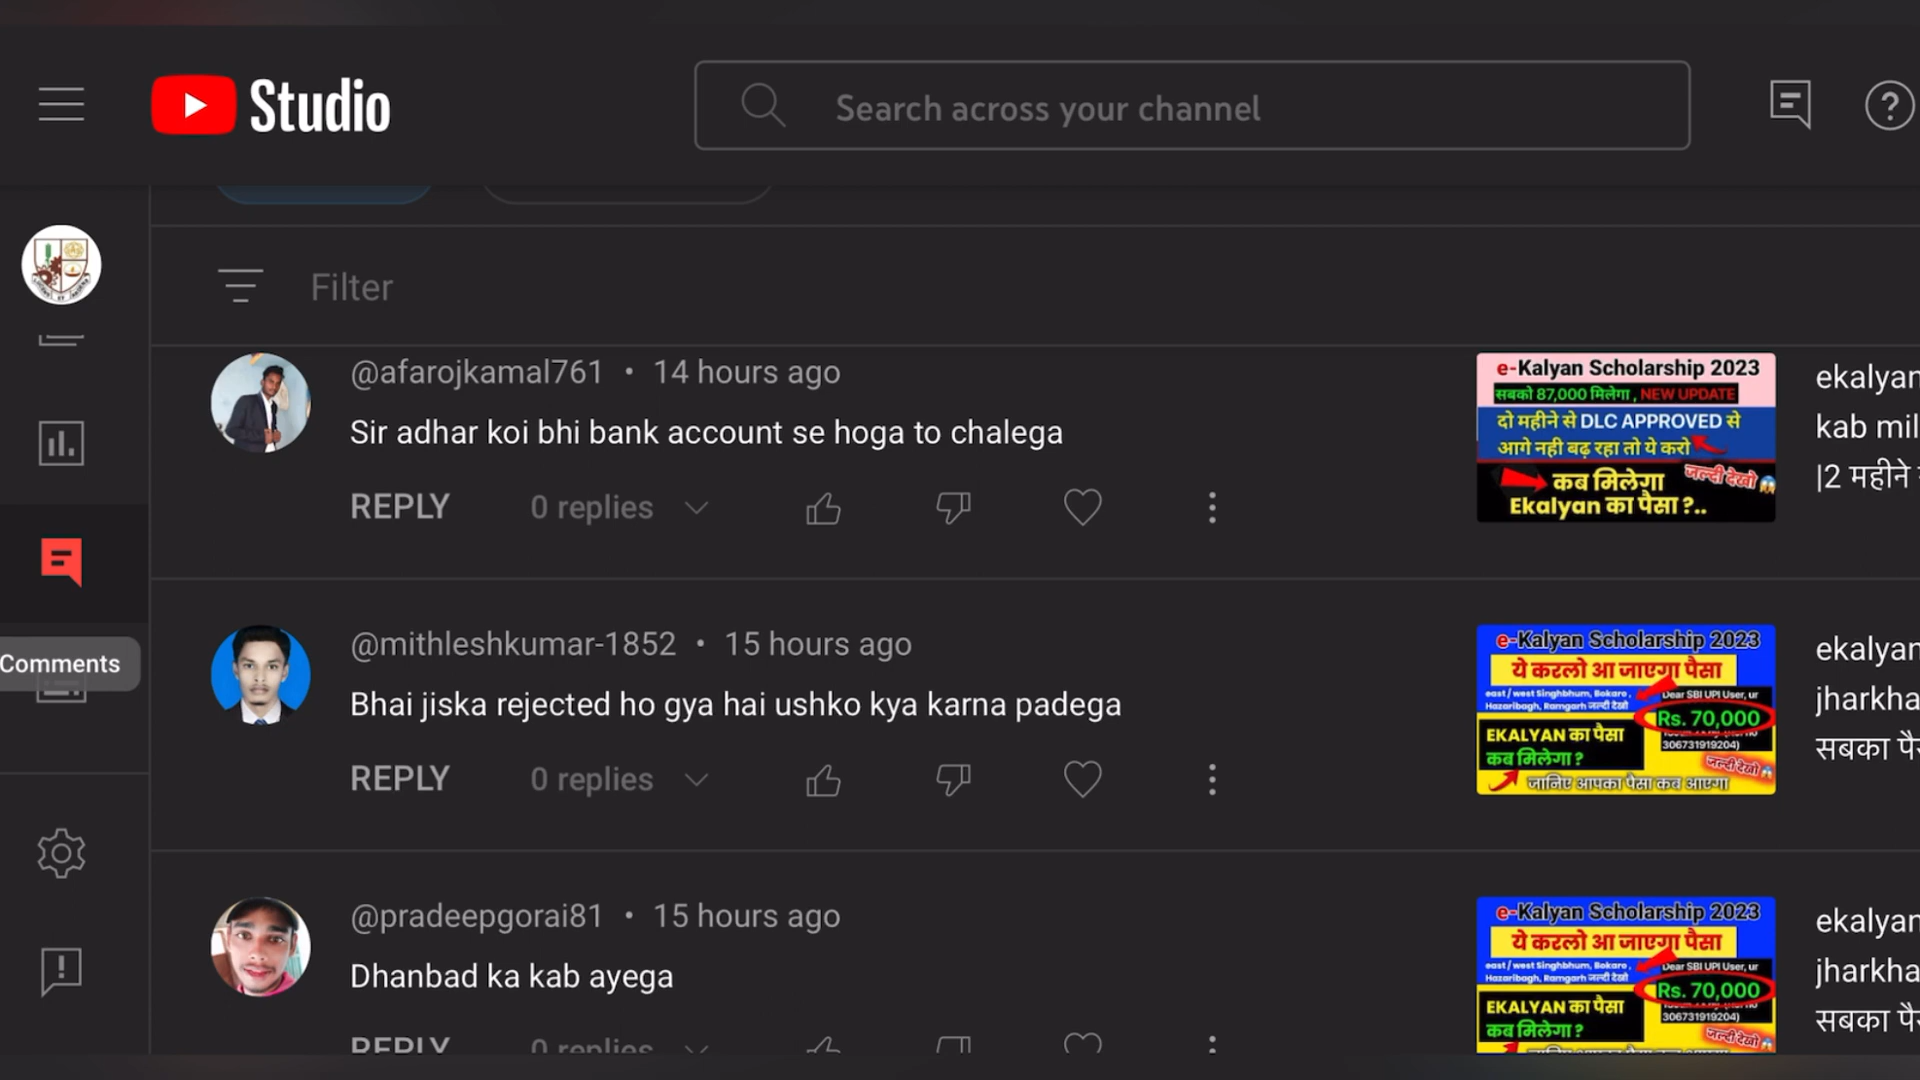 Studio
Search across your channel
Filter
Comments
@afarojkamal761 • 14 hours ago
Sir adhar koi bhi bank account se hoga to chalega
REPLY 0 replies
e-Kalyan Scholarship 2023
सबको 87,000 मिलेगा , NEW UPDATE
दो महीने से DLC APPROVED से
आगे नही बढ़ रहा तो ये करो
जल्दी देखो
कब मिलेगा
Ekalyan का पैसा ?..
ekalyan
kab mil
|2 महीने
@mithleshkumar-1852 • 15 hours ago
Bhai jiska rejected ho gya hai ushko kya karna padega
REPLY 0 replies
e-Kalyan Scholarship 2023
ये करलो आ जाएगा पैसा
east / west Singhbhum, Bokaro ,
Hazaribagh, Ramgarh जल्दी देखो
Dear SBI UPI User, ur
Rs. 70,000
306731919204)
EKALYAN का पैसा
कब मिलेगा ?
जल्दी देखो
जानिए आपका पैसा कब आएगा
ekalyan
jharkha
सबका
@pradeepgorai81 • 15 hours ago
Dhanbad ka kab ayega
REPLY 0 replies
e-Kalyan Scholarship 2023
ये करलो आ जाएगा पैसा
east / west Singhbhum, Bokaro ,
Hazaribagh, Ramgarh जल्दी देखो
Dear SBI UPI User, ur
Rs. 70,000
306731919204)
EKALYAN का पैसा
कब मिलेगा ?
जल्दी देखो
ekalyan
jharkha
सबका